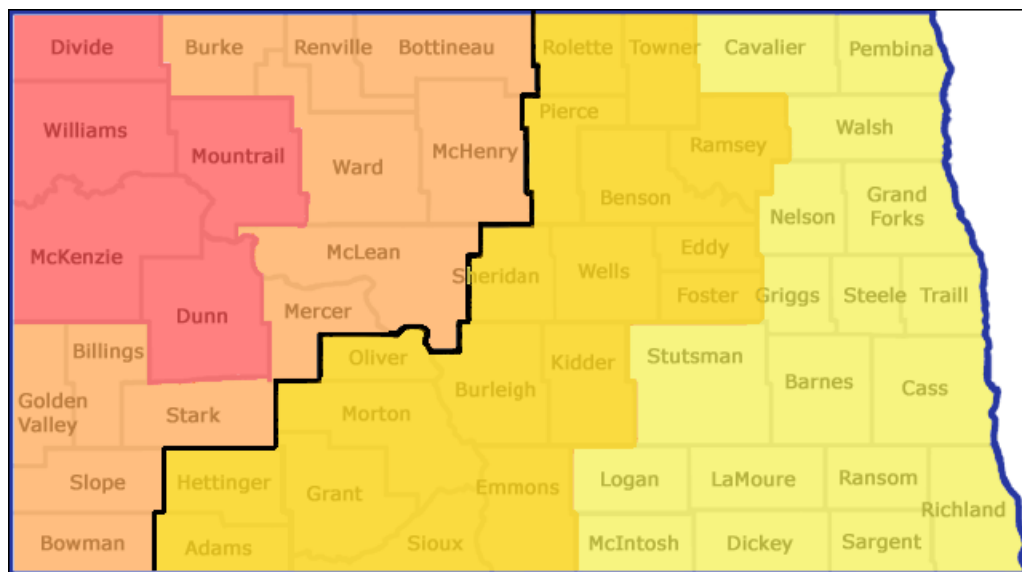 Divide
Burke
Renville
Bottineau
Rolette
Towner
Cavalier
Pembina
Williams
Mountrail
Ward
McHenry
Pierce
Ramsey
Walsh
Benson
Nelson
Grand
Forks
McKenzie
McLean
Sheridan
Wells
Eddy
Dunn
Mercer
Foster
Griggs
Steele
Traill
Billings
Oliver
Burleigh
Kidder
Stutsman
Barnes
Cass
Golden
Valley
Stark
Morton
Slope
Hettinger
Grant
Emmons
Logan
LaMoure
Ransom
Richland
Bowman
Adams
Sioux
McIntosh
Dickey
Sargent